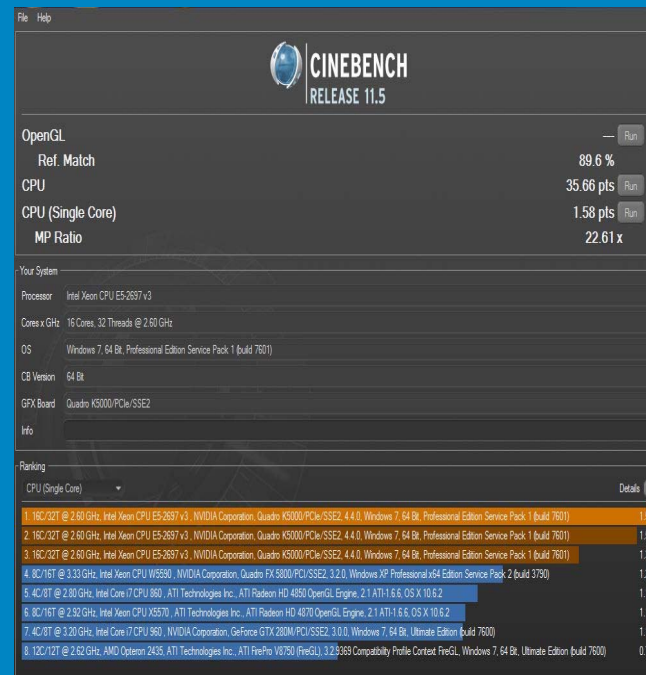 File Help
CINEBENCH
RELEASE 11.5
OpenGL — Run
Ref. Match 89.6 %
CPU 35.66 pts Run
CPU (Single Core) 1.58 pts Run
MP Ratio 22.61 x
Your System
Processor Intel Xeon CPU E5-2697 v3
Cores x GHz 16 Cores, 32 Threads @ 2.60 GHz
OS Windows 7, 64 Bit, Professional Edition Service Pack 1 (build 7601)
CB Version 64 Bit
GFX Board Quadro K5000/PCIe/SSE2
Info
Ranking
CPU (Single Core) Details
1. 16C/32T @ 2.60 GHz, Intel Xeon CPU E5-2697 v3 , NVIDIA Corporation, Quadro K5000/PCIe/SSE2, 4.4.0, Windows 7, 64 Bit, Professional Edition Service Pack 1 (build 7601)
2. 16C/32T @ 2.60 GHz, Intel Xeon CPU E5-2697 v3 , NVIDIA Corporation, Quadro K5000/PCIe/SSE2, 4.4.0, Windows 7, 64 Bit, Professional Edition Service Pack 1 (build 7601)
3. 16C/32T @ 2.60 GHz, Intel Xeon CPU E5-2697 v3 , NVIDIA Corporation, Quadro K5000/PCIe/SSE2, 4.4.0, Windows 7, 64 Bit, Professional Edition Service Pack 1 (build 7601)
4. 8C/16T @ 3.33 GHz, Intel Xeon CPU W5590 , NVIDIA Corporation, Quadro FX 5800/PCI/SSE2, 3.2.0, Windows XP Professional x64 Edition Service Pack 2 (build 3790)
5. 4C/8T @ 2.80 GHz, Intel Core i7 CPU 860 , ATI Technologies Inc., ATI Radeon HD 4850 OpenGL Engine, 2.1 ATI-1.6.6, OS X 10.6.2
6. 8C/16T @ 2.92 GHz, Intel Xeon CPU X5570 , ATI Technologies Inc., ATI Radeon HD 4870 OpenGL Engine, 2.1 ATI-1.6.6, OS X 10.6.2
7. 4C/8T @ 3.20 GHz, Intel Core i7 CPU 960 , NVIDIA Corporation, GeForce GTX 280M/PCI/SSE2, 3.0.0, Windows 7, 64 Bit, Ultimate Edition (build 7600)
8. 12C/12T @ 2.62 GHz, AMD Opteron 2435, ATI Technologies Inc., ATI FirePro V8750 (FireGL), 3.2.9369 Compatibility Profile Context FireGL, Windows 7, 64 Bit, Ultimate Edition (build 7600)